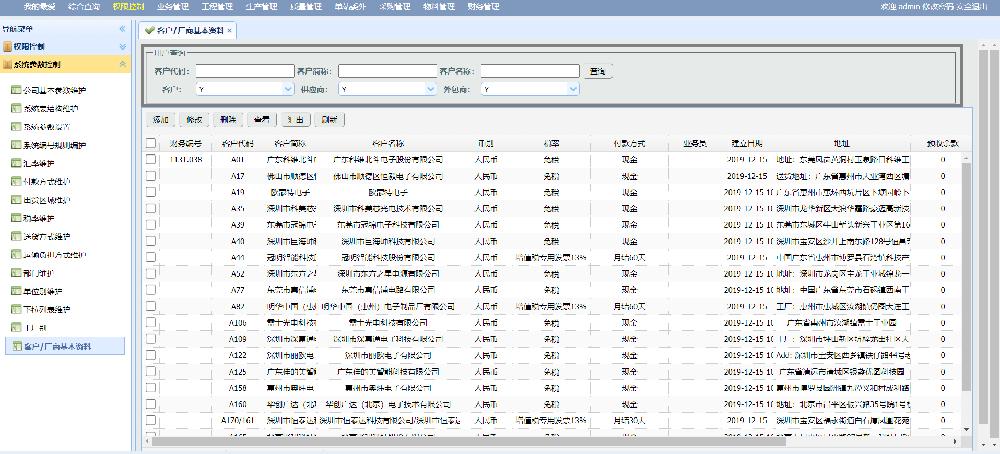 我的最爱 综合查询 权限控制 业务管理 工程管理 生产管理 质量管理 单站委外 采购管理 物料管理 财务管理 欢迎 admin 修改密码 安全退出
导航菜单
权限控制
系统参数控制
公司基本参数维护
系统表结构维护
系统参数设置
系统编号规则编护
汇率维护
付款方式维护
出货区域维护
税率维护
送货方式维护
运输负担方式维护
部门维护
单位别维护
下拉列表维护
工厂别
客户/厂商基本资料
客户/厂商基本资料 ×
用户查询
客户代码： 客户简称： 客户名称： 查询
客户： Y 供应商： Y 外包商： Y
添加 修改 删除 查看 汇出 刷新
财务编号 客户代码 客户简称 客户名称 币别 税率 付款方式 业务员 建立日期 地址 预收余款
1131.038 A01 广东科维北斗 广东科维北斗电子股份有限公司 人民币 免税 现金 2019-12-15 地址：东莞凤岗黄洞村玉泉路口科维工 0
A17 佛山市顺德区 佛山市顺德区恒毅电子有限公司 人民币 免税 现金 2019-12-15 送货地址：广东省惠州市大亚湾西区塘 0
A19 欧蒙特电子 欧蒙特电子 人民币 免税 现金 2019-12-15 10 广东省惠州市惠环西坑片区下塘园岭下 0
A35 深圳市科美芯 深圳市科美芯光电技术有限公司 人民币 免税 现金 2019-12-15 10 深圳市龙华新区大浪华霆路豪迈高新技 0
A39 东莞市冠锦电 东莞市冠锦电子科技有限公司 人民币 免税 现金 2019-12-15 10 东莞市东城区牛山堑头新兴工业区第16 0
A40 深圳市巨海坤 深圳市巨海坤科技有限公司 人民币 免税 现金 2019-12-15 10 深圳市宝安区沙井上南东路128号恒昌荣 0
A44 冠明智能科技 冠明智能科技股份有限公司 人民币 增值税专用发票13% 月结60天 2019-12-15 中国广东省惠州市博罗县石湾镇科技产 0
A52 深圳市东方之 深圳市东方之星电源有限公司 人民币 免税 现金 2019-12-15 10 地址：深圳市龙岗区宝龙工业城锦龙一 0
A77 东莞市惠信浦 东莞市惠信浦电路有限公司 人民币 免税 现金 2019-12-15 10 地址：中国广东省东莞市石碣镇西南工 0
A82 明华中国（惠 明华中国（惠州）电子制品厂有限公司 人民币 增值税专用发票13% 月结60天 2019-12-15 工厂：惠州市惠城区汝湖镇仍图大连工 0
A106 雷士光电科技 雷士光电科技有限公司 人民币 免税 现金 2019-12-15 10 广东省惠州市汝湖镇雷士工业园 0
A109 深圳市深惠通 深圳市深惠通电子科技有限公司 人民币 免税 现金 2019-12-15 10 工厂：深圳市坪山新区坑梓龙田社区大 0
A122 深圳市丽欧电 深圳市丽欧电子有限公司 人民币 免税 现金 2019-12-15 10 Add: 深圳市宝安区西乡镇铁仔路44号老 0
A125 广东佳的美智 广东佳的美智能科技有限公司 人民币 免税 现金 2019-12-15 10 广东省清远市清城区银盏优图科技园 0
A158 惠州市奥炜电 惠州市奥炜电子有限公司 人民币 免税 现金 2019-12-15 10 惠州市博罗县园洲镇九潭义和村成利路 0
A160 华创广达（北 华创广达（北京）电子技术有限公司 人民币 免税 现金 2019-12-15 10 地址：北京市昌平区振兴路35号院1号楼 0
A170/161 深圳市恒泰达 深圳市恒泰达科技有限公司/深圳市恒泰达 人民币 增值税专用发票13% 月结30天 2019-12-15 深圳市宝安区福永街道白石厦凤凰花苑 0